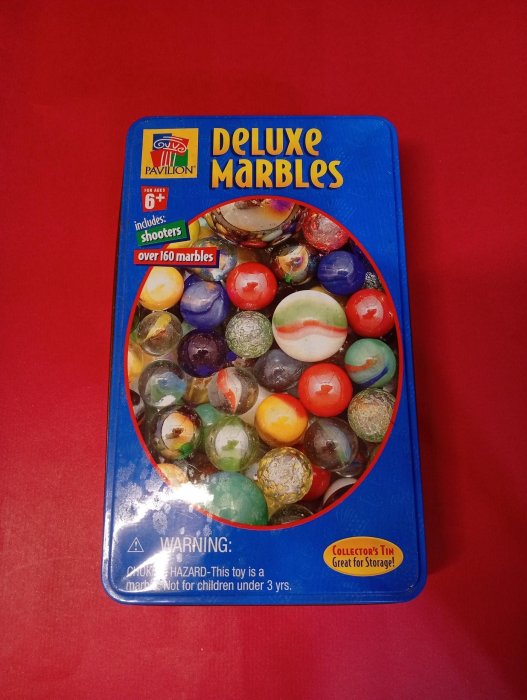 DELUXE
MARBLES
PAVILION™
FOR AGES
6+
includes:
shooters
over 160 marbles
WARNING:
HAZARD-This toy is a
Not for children under 3 yrs.
COLLECTOR'S TIN
Great for Storage!